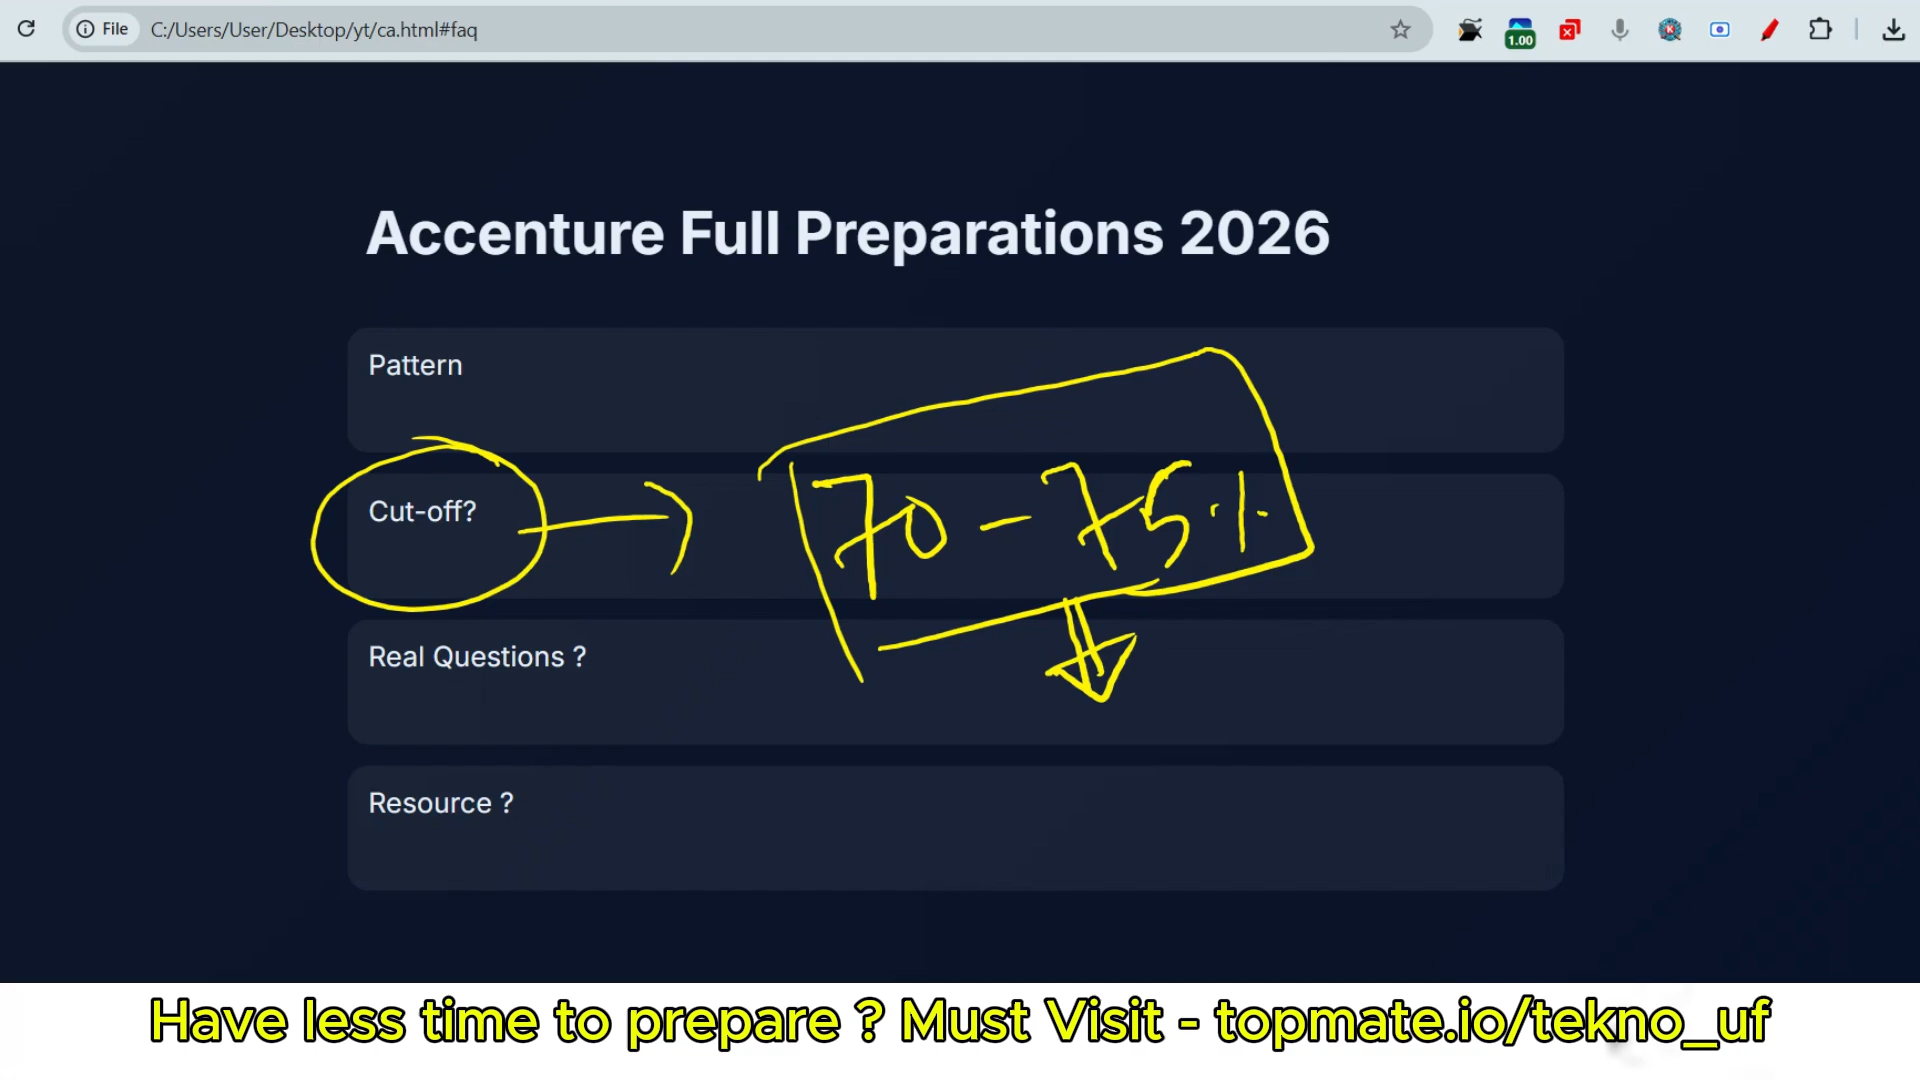 File C:/Users/User/Desktop/yt/ca.html#faq
1.00
Accenture Full Preparations 2026
Pattern
Cut-off? 70-75%
Real Questions ?
Resource ?
Have less time to prepare ? Must Visit - topmate.io/tekno_uf